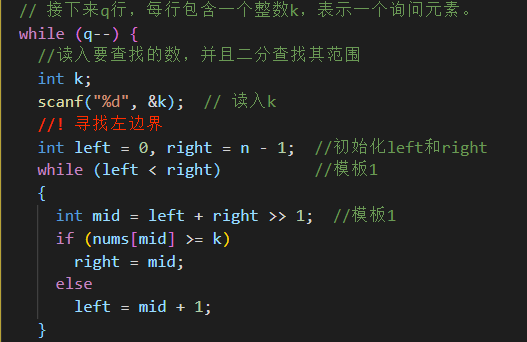 // 接下来q行，每行包含一个整数k，表示一个询问元素。
while (q--) {
//读入要查找的数，并且二分查找其范围
int k;
scanf("%d", &k);  // 读入k
//! 寻找左边界
int left = 0, right = n - 1;  //初始化left和right
while (left < right)          //模板1
{
int mid = left + right >> 1;  //模板1
if (nums[mid] >= k)
right = mid;
else
left = mid + 1;
}